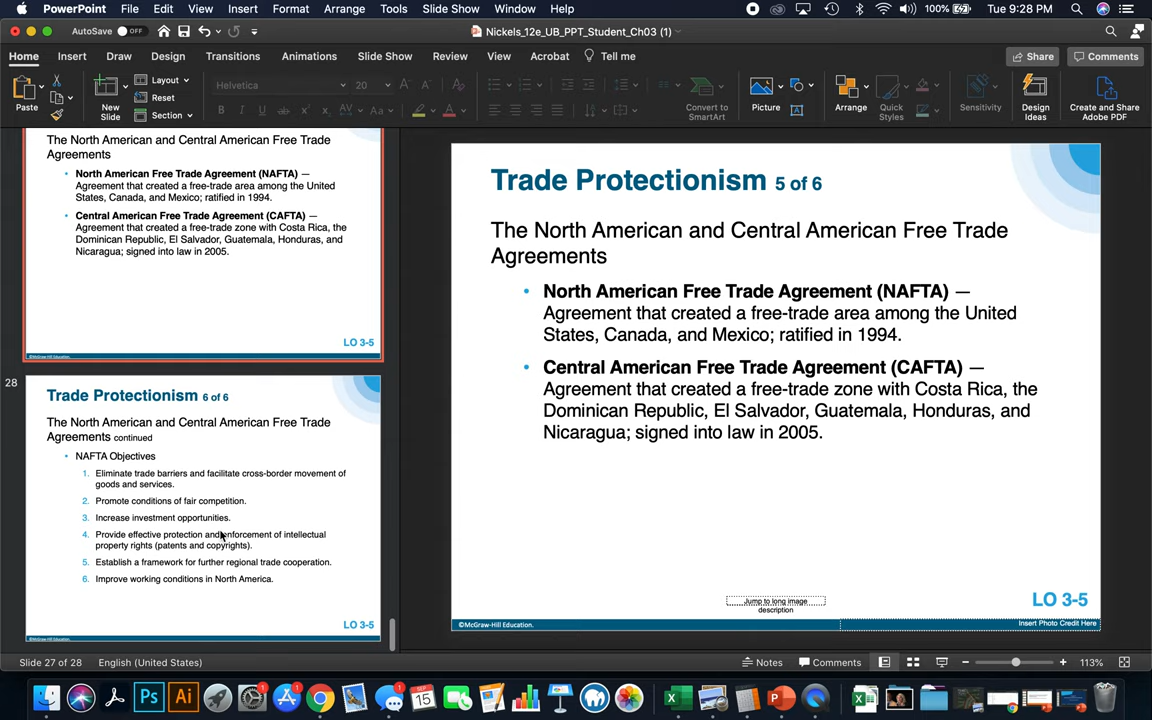 PowerPoint File Edit View Insert Format Arrange Tools Slide Show Window Help 100% Tue 9:28 PM
AutoSave OFF Nickels_12e_UB_PPT_Student_Ch03 (1)
Home Insert Draw Design Transitions Animations Slide Show Review View Acrobat Tell me Share Comments
Paste New Slide Layout Reset Section Helvetica 20 Convert to SmartArt Picture Arrange Quick Styles Sensitivity Design Ideas Create and Share Adobe PDF
The North American and Central American Free Trade
Agreements
• North American Free Trade Agreement (NAFTA) —
Agreement that created a free-trade area among the United
States, Canada, and Mexico; ratified in 1994.
• Central American Free Trade Agreement (CAFTA) —
Agreement that created a free-trade zone with Costa Rica, the
Dominican Republic, El Salvador, Guatemala, Honduras, and
Nicaragua; signed into law in 2005.
LO 3-5
©McGraw-Hill Education.
28
Trade Protectionism 6 of 6
The North American and Central American Free Trade
Agreements continued
• NAFTA Objectives
1. Eliminate trade barriers and facilitate cross-border movement of
goods and services.
2. Promote conditions of fair competition.
3. Increase investment opportunities.
4. Provide effective protection and enforcement of intellectual
property rights (patents and copyrights).
5. Establish a framework for further regional trade cooperation.
6. Improve working conditions in North America.
LO 3-5
©McGraw-Hill Education.
Trade Protectionism 5 of 6
The North American and Central American Free Trade
Agreements
• North American Free Trade Agreement (NAFTA) —
Agreement that created a free-trade area among the United
States, Canada, and Mexico; ratified in 1994.
• Central American Free Trade Agreement (CAFTA) —
Agreement that created a free-trade zone with Costa Rica, the
Dominican Republic, El Salvador, Guatemala, Honduras, and
Nicaragua; signed into law in 2005.
Jump to long image
description
LO 3-5
©McGraw-Hill Education.
Insert Photo Credit Here
Slide 27 of 28 English (United States) Notes Comments 113%